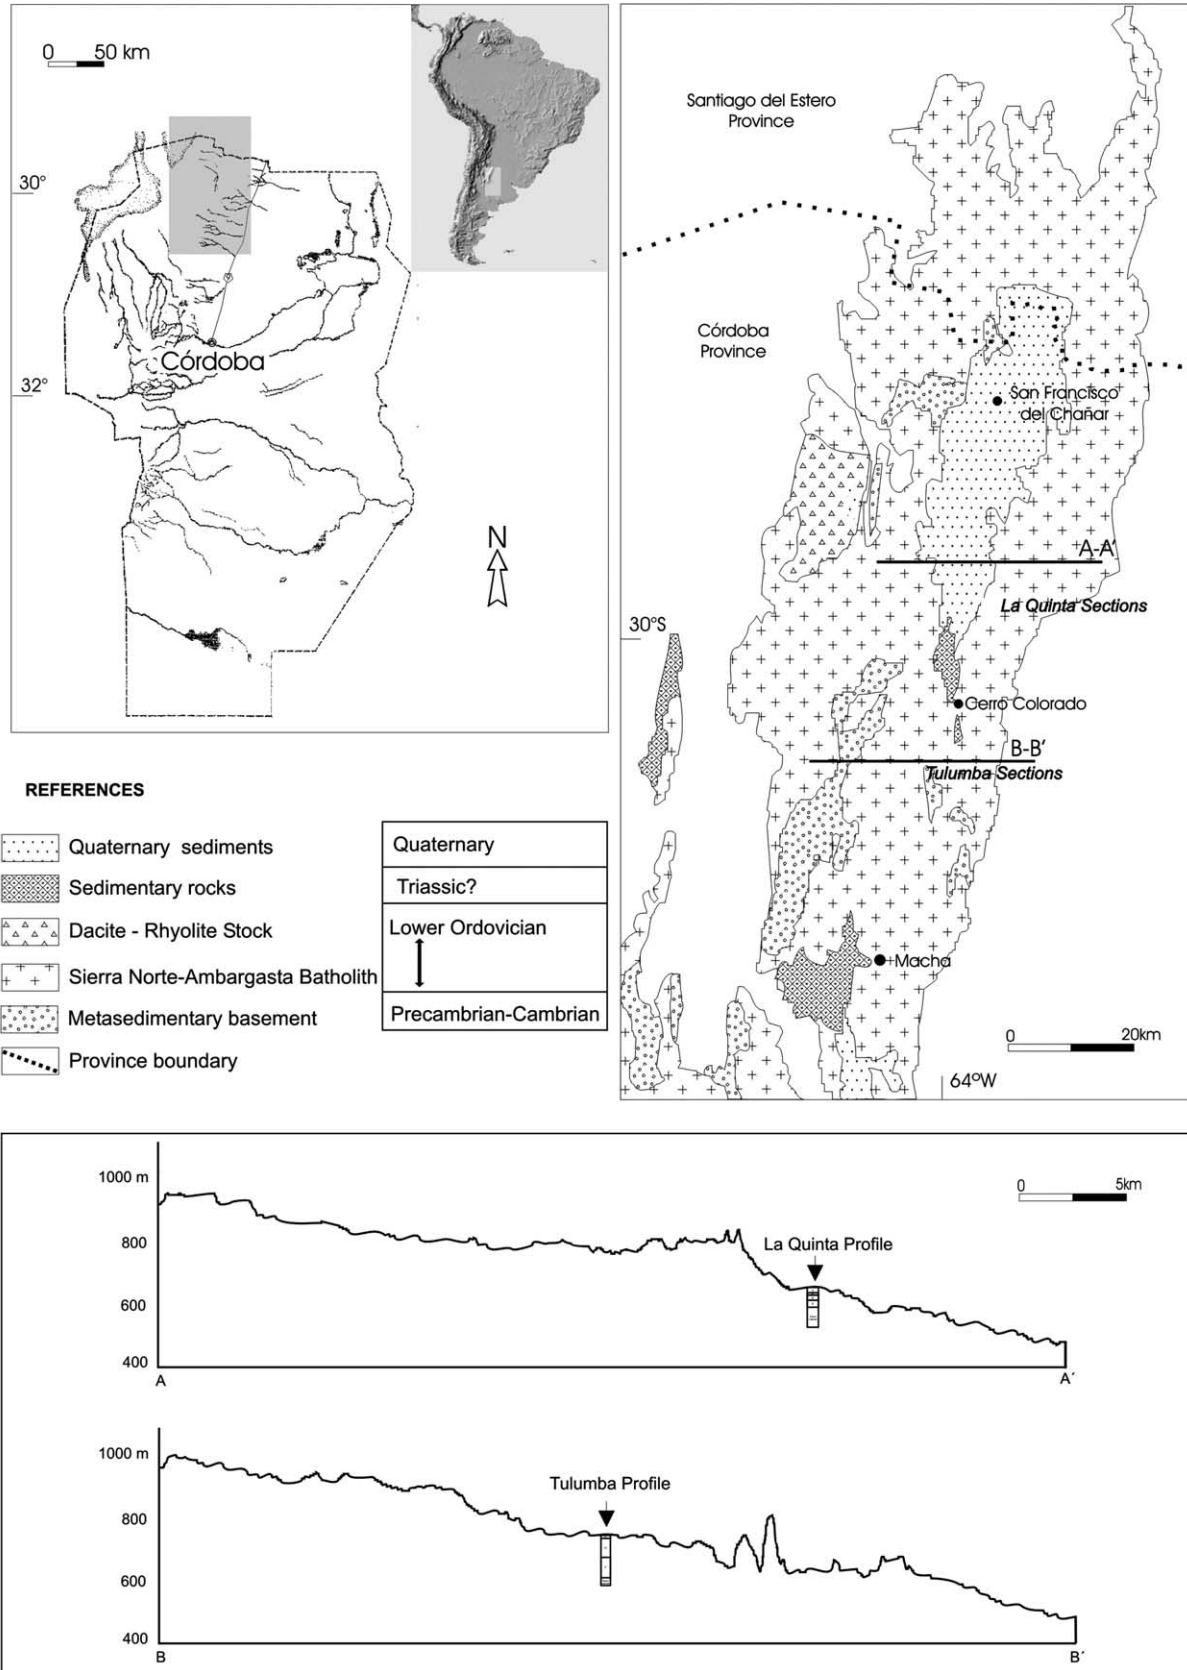 0 50 km
30°
32°
Córdoba
N
Santiago del Estero
Province
Córdoba
Province
San Francisco
del Chañar
A-A'
La Quinta Sections
30°S
Cerro Colorado
B-B'
Tulumba Sections
Macha
0 20km
64°W
REFERENCES
Quaternary sediments
Sedimentary rocks
Dacite - Rhyolite Stock
Sierra Norte-Ambargasta Batholith
Metasedimentary basement
Province boundary
Quaternary
Triassic?
Lower Ordovician
Precambrian-Cambrian
1000 m
800
600
400
A
A´
La Quinta Profile
0 5km
1000 m
800
600
400
B
B´
Tulumba Profile